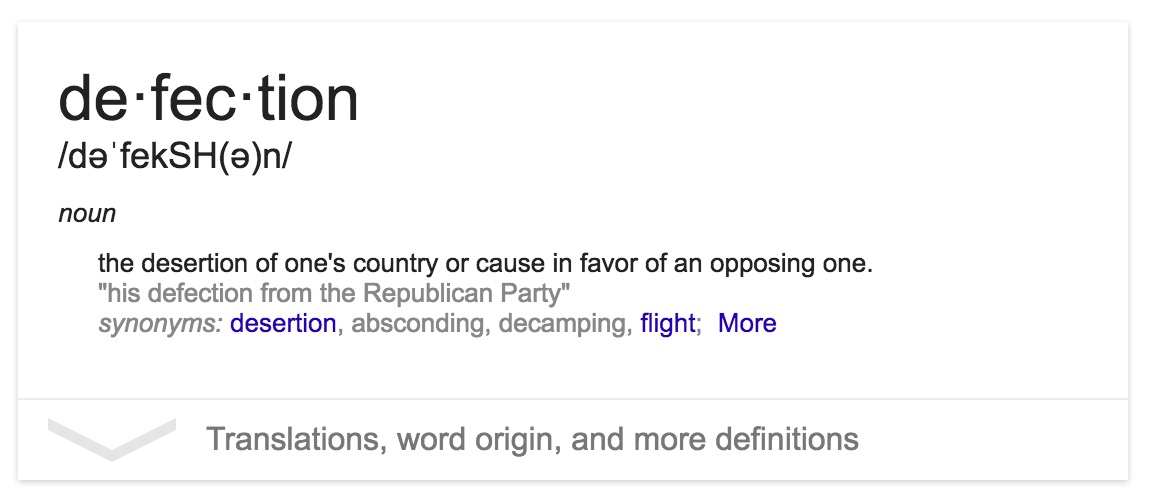 de·fec·tion
/dəˈfekSH(ə)n/
noun
the desertion of one's country or cause in favor of an opposing one.
"his defection from the Republican Party"
synonyms: desertion, absconding, decamping, flight; More
Translations, word origin, and more definitions